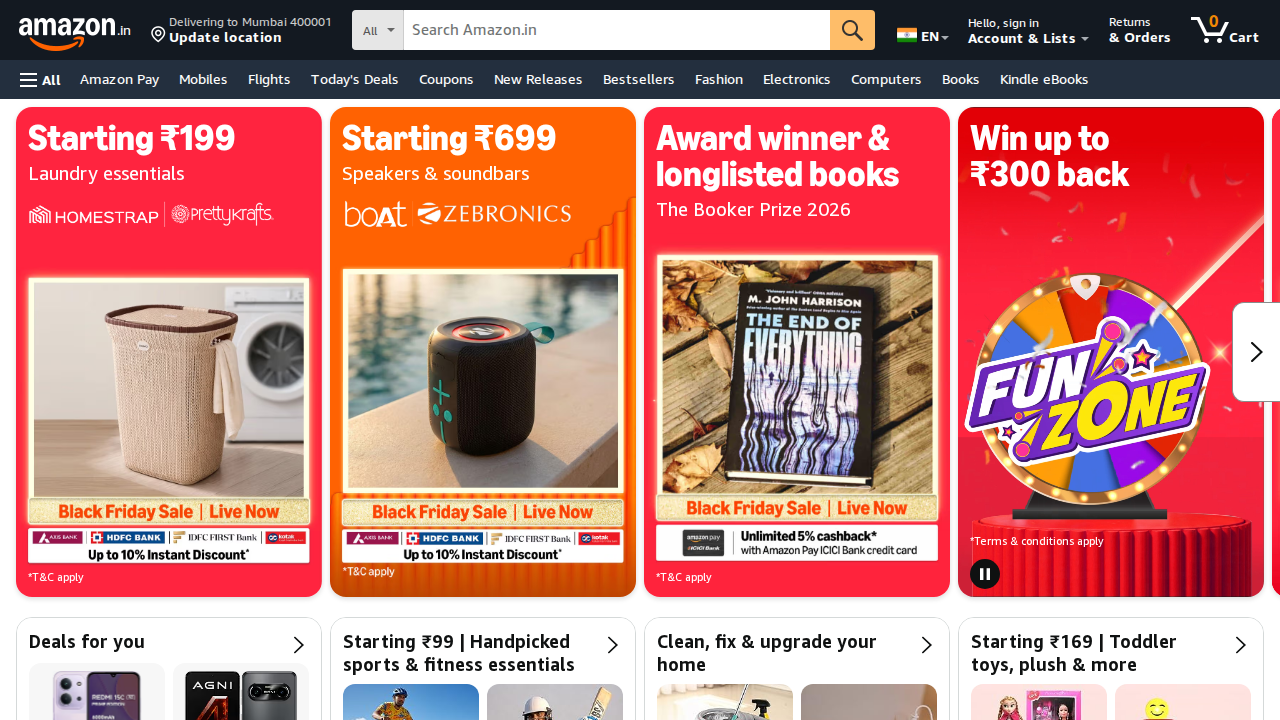 amazon.in
Delivering to Mumbai 400001
Update location
All
Search Amazon.in
EN
Hello, sign in
Account & Lists
Returns
& Orders
0
Cart
All
Amazon Pay
Mobiles
Flights
Today's Deals
Coupons
New Releases
Bestsellers
Fashion
Electronics
Computers
Books
Kindle eBooks
Starting ₹199
Laundry essentials
HOMESTRAP | PrettyKrafts.
Black Friday Sale | Live Now
AXIS BANK HDFC BANK IDFC FIRST Bank kotak
Up to 10% Instant Discount*
*T&C apply
Starting ₹699
Speakers & soundbars
boAt ZEBRONICS
Black Friday Sale | Live Now
AXIS BANK HDFC BANK IDFC FIRST Bank kotak
Up to 10% Instant Discount*
*T&C apply
Award winner &
longlisted books
The Booker Prize 2026
M. JOHN HARRISON
THE END OF
EVERYTHING
Black Friday Sale | Live Now
amazon pay
ICICI Bank
Unlimited 5% cashback*
with Amazon Pay ICICI Bank credit card
*T&C apply
Win up to
₹300 back
FUN
ZONE
*Terms & conditions apply
Deals for you
REDMI 15C
AGNI
4
Starting ₹99 | Handpicked
sports & fitness essentials
Clean, fix & upgrade your
home
Starting ₹169 | Toddler
toys, plush & more